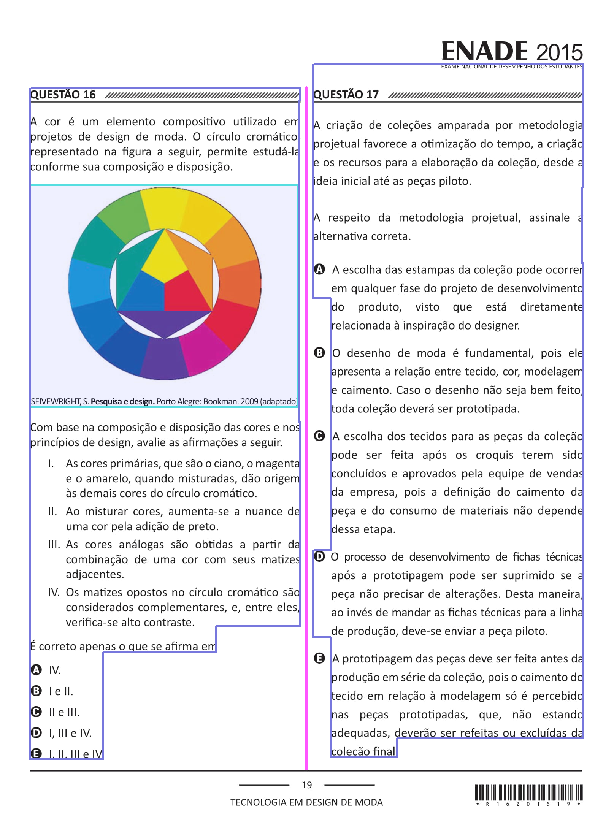 ENADE 2015
EXAME NACIONAL DE DESEMPENHO DOS ESTUDANTES
QUESTÃO 16
A cor é um elemento compositivo utilizado em
projetos de design de moda. O círculo cromático
representado na figura a seguir, permite estudá-la
conforme sua composição e disposição.
SEIVEWRIGHT, S. Pesquisa e design. Porto Alegre: Bookman. 2009 (adaptado)
Com base na composição e disposição das cores e nos
princípios de design, avalie as afirmações a seguir.
I. As cores primárias, que são o ciano, o magenta
e o amarelo, quando misturadas, dão origem
às demais cores do círculo cromático.
II. Ao misturar cores, aumenta-se a nuance de
uma cor pela adição de preto.
III. As cores análogas são obtidas a partir da
combinação de uma cor com seus matizes
adjacentes.
IV. Os matizes opostos no círculo cromático são
considerados complementares, e, entre eles,
verifica-se alto contraste.
É correto apenas o que se afirma em
A IV.
B I e II.
C II e III.
D I, III e IV.
E I, II, III e IV
QUESTÃO 17
A criação de coleções amparada por metodologia
projetual favorece a otimização do tempo, a criação
e os recursos para a elaboração da coleção, desde a
ideia inicial até as peças piloto.
A respeito da metodologia projetual, assinale a
alternativa correta.
A A escolha das estampas da coleção pode ocorrer
em qualquer fase do projeto de desenvolvimento
do produto, visto que está diretamente
relacionada à inspiração do designer.
B O desenho de moda é fundamental, pois ele
apresenta a relação entre tecido, cor, modelagem
e caimento. Caso o desenho não seja bem feito,
toda coleção deverá ser prototipada.
C A escolha dos tecidos para as peças da coleção
pode ser feita após os croquis terem sido
concluídos e aprovados pela equipe de vendas
da empresa, pois a definição do caimento da
peça e do consumo de materiais não depende
dessa etapa.
D O processo de desenvolvimento de fichas técnicas
após a prototipagem pode ser suprimido se a
peça não precisar de alterações. Desta maneira,
ao invés de mandar as fichas técnicas para a linha
de produção, deve-se enviar a peça piloto.
E A prototipagem das peças deve ser feita antes da
produção em série da coleção, pois o caimento do
tecido em relação à modelagem só é percebido
nas peças prototipadas, que, não estando
adequadas, deverão ser refeitas ou excluídas da
coleção final
19
TECNOLOGIA EM DESIGN DE MODA
*R16201519*